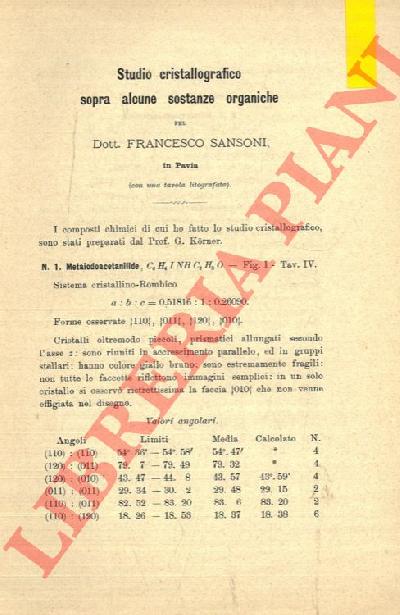 Studio cristallografico
sopra alcune sostanze organiche
PEL
Dott. FRANCESCO SANSONI,
in Pavia
(con una tavola litografata).
I composti chimici di cui ho fatto lo studio cristallografico,
sono stati preparati dal Prof. G. Körner.
N. 1. Metaiodoacetanilide, C6 H4 I NH C2 H3 O. — Fig. 1 - Tav. IV.
Sistema cristallino-Rombico
a : b : c = 0.51816 : 1 : 0.26090.
Forme osservate {110}, {011}, {120}, {010}.
Cristalli oltremodo piccoli, prismatici allungati secondo
l'asse z: sono riuniti in accrescimento parallelo, ed in gruppi
stellari: hanno colore giallo bruno, sono estremamente fragili:
non tutte le faccette riflettono immagini semplici: in un solo
cristallo si osservò ristrettissima la faccia {010} che non venne
effigiata nel disegno.
Valori angolari.
Angoli Limiti Media Calcolato N.
(110) : (1̄10) 54°. 36' — 54°. 58' 54°. 47' * 4
(120) : (011) 79. 7 — 79. 49 79. 32 * 4
(120) : (010) 43. 47 — 44. 8 43. 57 43°. 59' 4
(011) : (011) 29. 34 — 30. 2 29. 48 29. 15 2
(110) : (011) 82. 52 — 83. 20 83. 6 83. 20 2
(110) : (120) 18. 26 — 18. 53 18. 37 18. 38 6
LIBRERIA PIANI